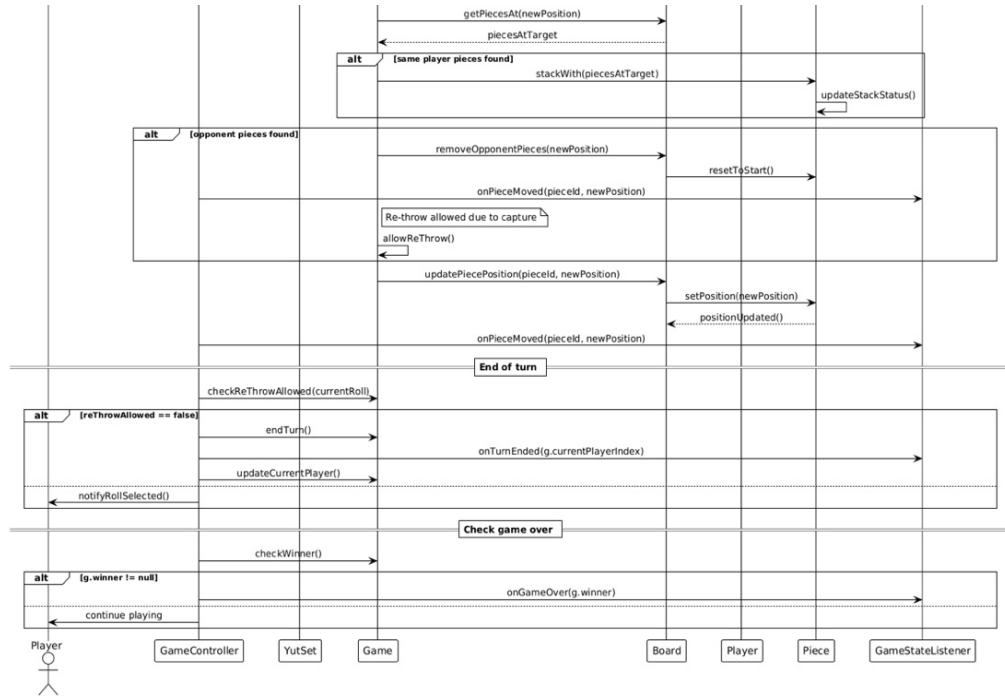 getPiecesAt(newPosition)
piecesAtTarget
alt [same player pieces found]
stackWith(piecesAtTarget)
updateStackStatus()
alt [opponent pieces found]
removeOpponentPieces(newPosition)
resetToStart()
onPieceMoved(pieceId, newPosition)
Re-throw allowed due to capture
allowReThrow()
updatePiecePosition(pieceId, newPosition)
setPosition(newPosition)
positionUpdated()
onPieceMoved(pieceId, newPosition)
End of turn
checkReThrowAllowed(currentRoll)
alt [reThrowAllowed == false]
endTurn()
onTurnEnded(g.currentPlayerIndex)
updateCurrentPlayer()
notifyRollSelected()
Check game over
checkWinner()
alt [g.winner != null]
onGameOver(g.winner)
continue playing
Player GameController YutSet Game Board Player Piece GameStateListener